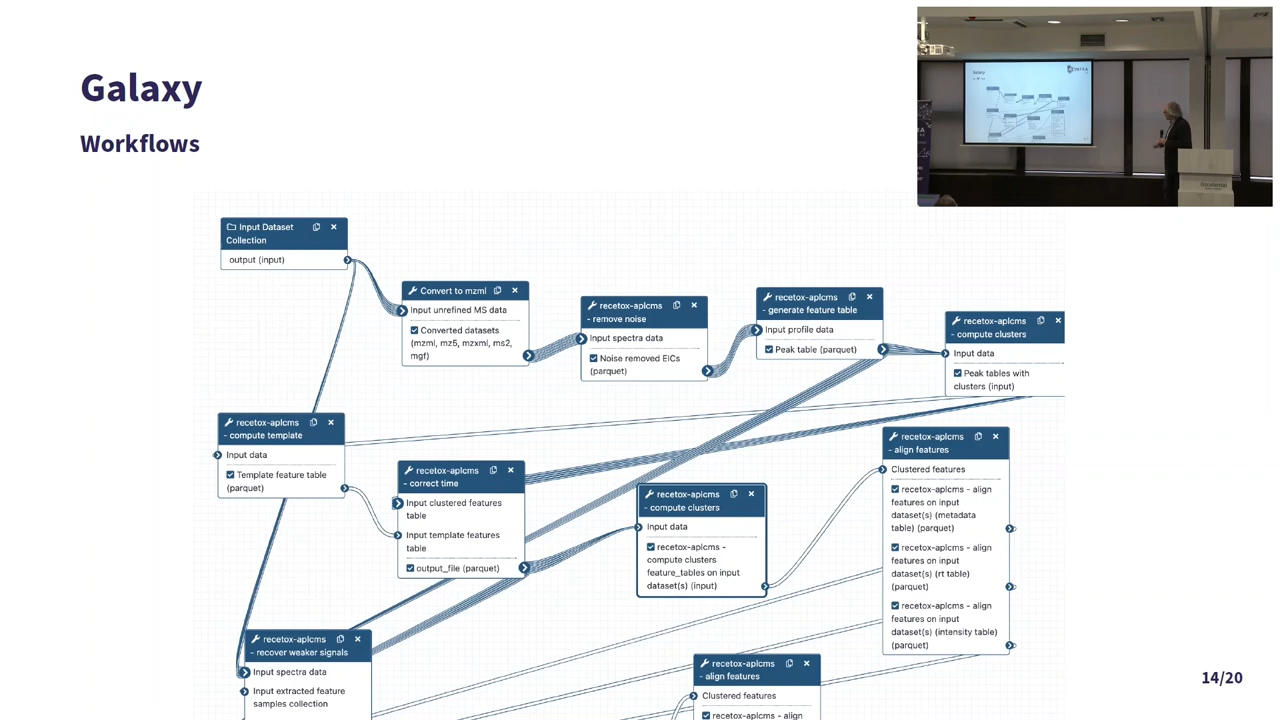 Galaxy
Workflows
Input Dataset
Collection
output (input)
Convert to mzml
Input unrefined MS data
Converted datasets
(mzml, mz5, mzxml, ms2,
mgf)
recetox-aplcms
- remove noise
Input spectra data
Noise removed EICs
(parquet)
recetox-aplcms
- generate feature table
Input profile data
Peak table (parquet)
recetox-aplcms
- compute clusters
Input data
Peak tables with
clusters (input)
recetox-aplcms
- compute template
Input data
Template feature table
(parquet)
recetox-aplcms
- correct time
Input clustered features
table
Input template features
table
output_file (parquet)
recetox-aplcms
- compute clusters
Input data
recetox-aplcms -
compute clusters
feature_tables on input
dataset(s) (input)
recetox-aplcms
- align features
Clustered features
recetox-aplcms - align
features on input
dataset(s) (metadata
table) (parquet)
recetox-aplcms - align
features on input
dataset(s) (rt table)
(parquet)
recetox-aplcms - align
features on input
dataset(s) (intensity table)
(parquet)
recetox-aplcms
- recover weaker signals
Input spectra data
Input extracted feature
samples collection
recetox-aplcms
- align features
Clustered features
recetox-aplcms - align
14/20